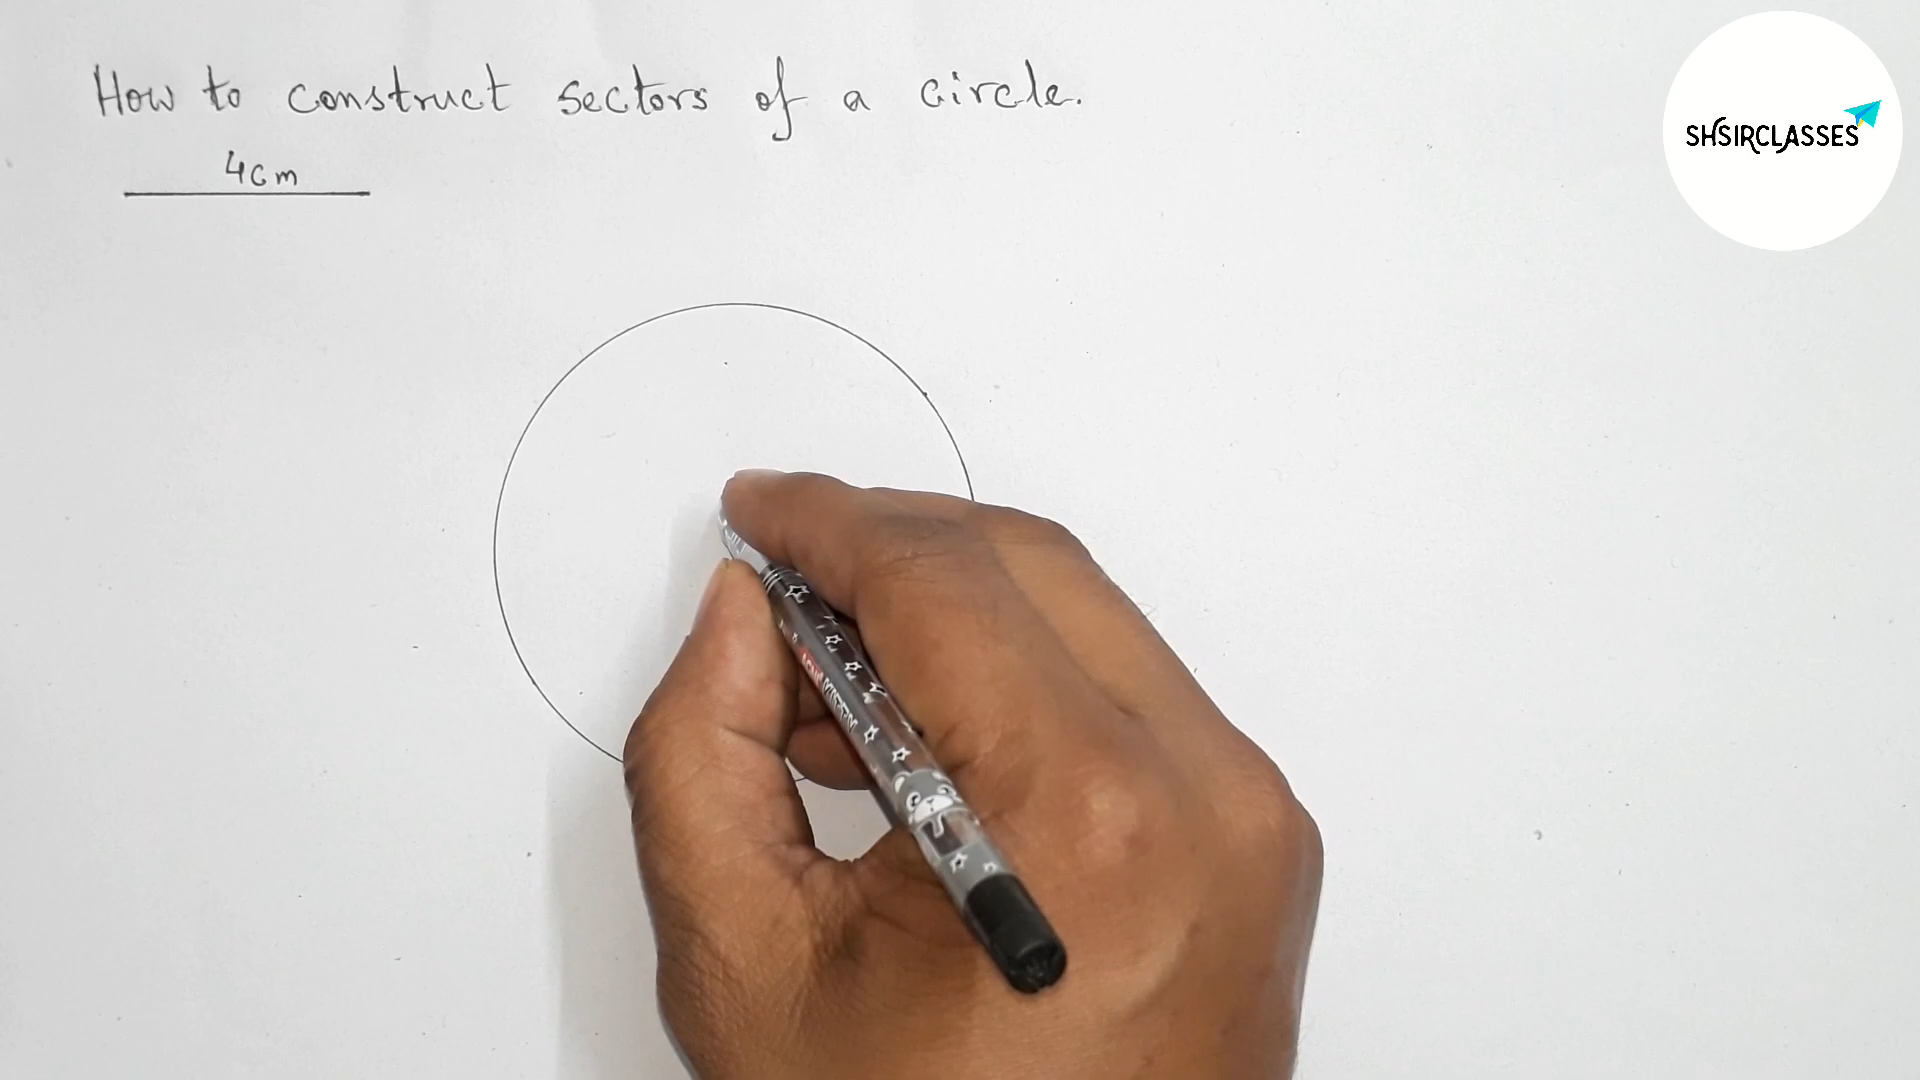 How to construct sectors of a circle.
4cm
SHSIRCLASSES